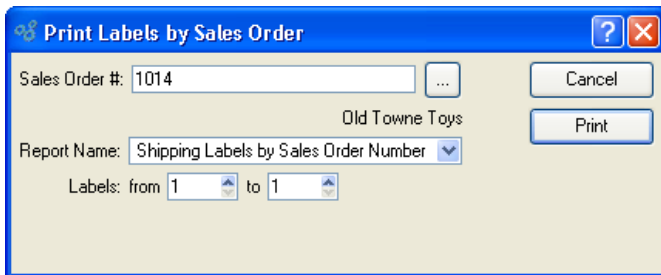 Print Labels by Sales Order
Sales Order #: 1014 ... Cancel
Old Towne Toys Print
Report Name: Shipping Labels by Sales Order Number
Labels: from 1 to 1